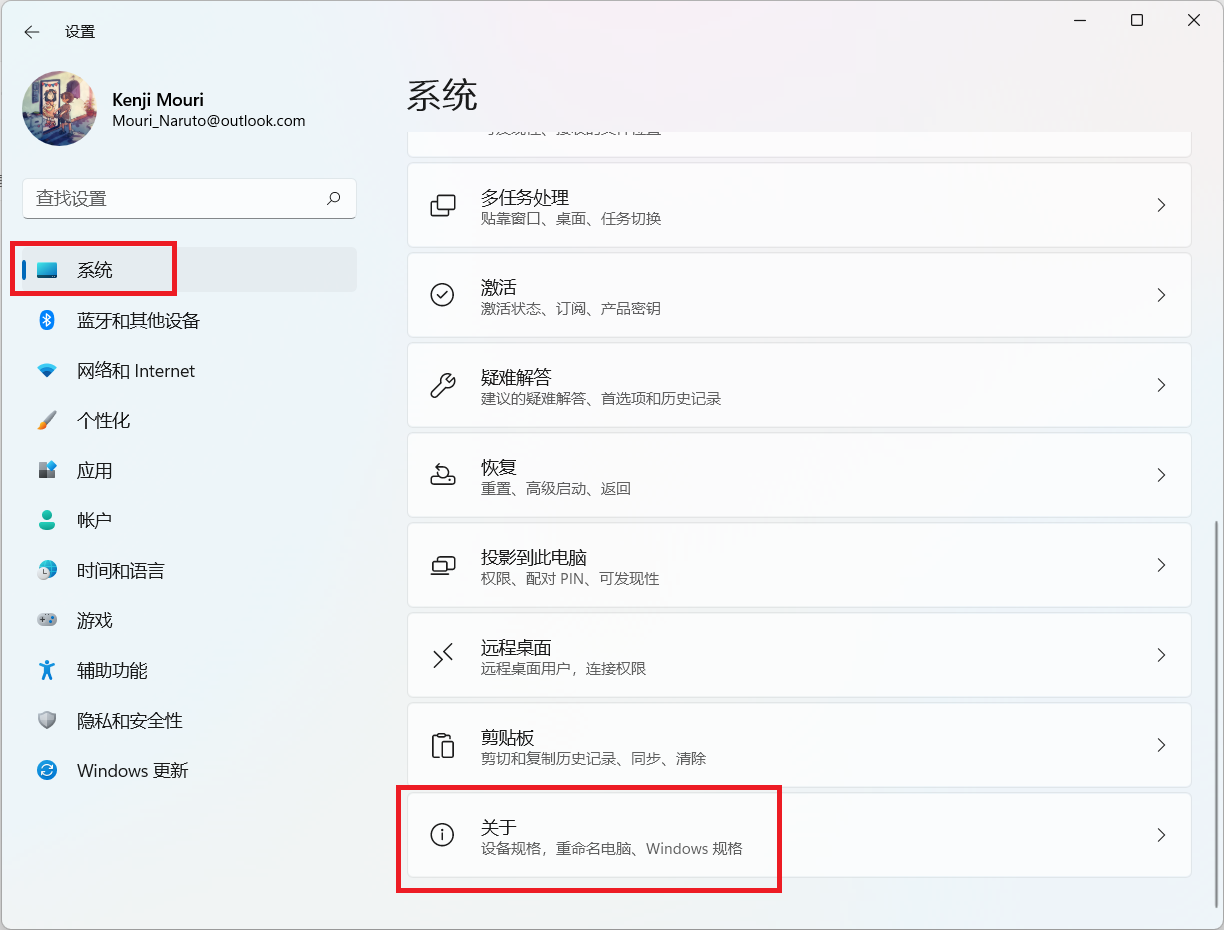 设置
Kenji Mouri
Mouri_Naruto@outlook.com
查找设置
系统
蓝牙和其他设备
网络和 Internet
个性化
应用
帐户
时间和语言
游戏
辅助功能
隐私和安全性
Windows 更新
系统
多任务处理
贴靠窗口、桌面、任务切换
激活
激活状态、订阅、产品密钥
疑难解答
建议的疑难解答、首选项和历史记录
恢复
重置、高级启动、返回
投影到此电脑
权限、配对 PIN、可发现性
远程桌面
远程桌面用户，连接权限
剪贴板
剪切和复制历史记录、同步、清除
关于
设备规格，重命名电脑、Windows 规格